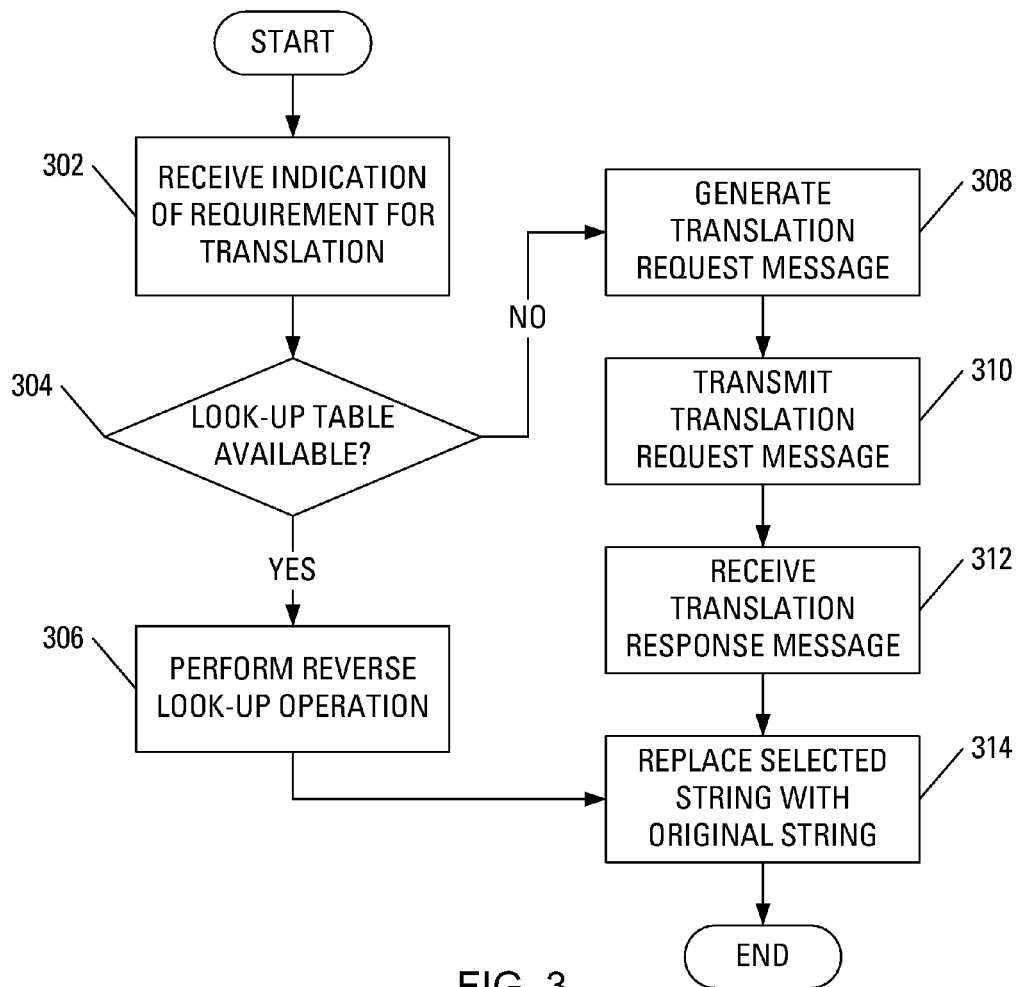 START
302
RECEIVE INDICATION
OF REQUIREMENT FOR
TRANSLATION
304
LOOK-UP TABLE
AVAILABLE?
NO
YES
306
PERFORM REVERSE
LOOK-UP OPERATION
308
GENERATE
TRANSLATION
REQUEST MESSAGE
310
TRANSMIT
TRANSLATION
REQUEST MESSAGE
312
RECEIVE
TRANSLATION
RESPONSE MESSAGE
314
REPLACE SELECTED
STRING WITH
ORIGINAL STRING
END
FIG. 3